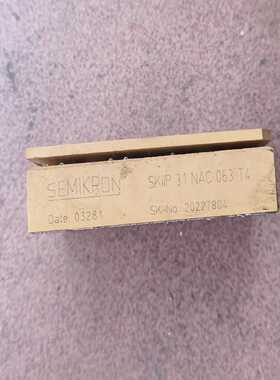 SEMIKRON SKiiP 31 NAC 063 T4
Date: 03281 SK-No. 20227804